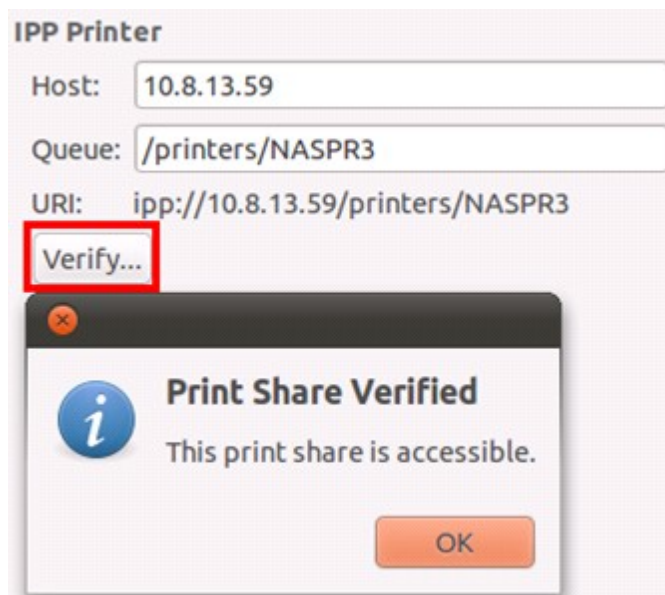 IPP Printer
Host: 10.8.13.59
Queue: /printers/NASPR3
URI: ipp://10.8.13.59/printers/NASPR3
Verify...
Print Share Verified
This print share is accessible.
OK